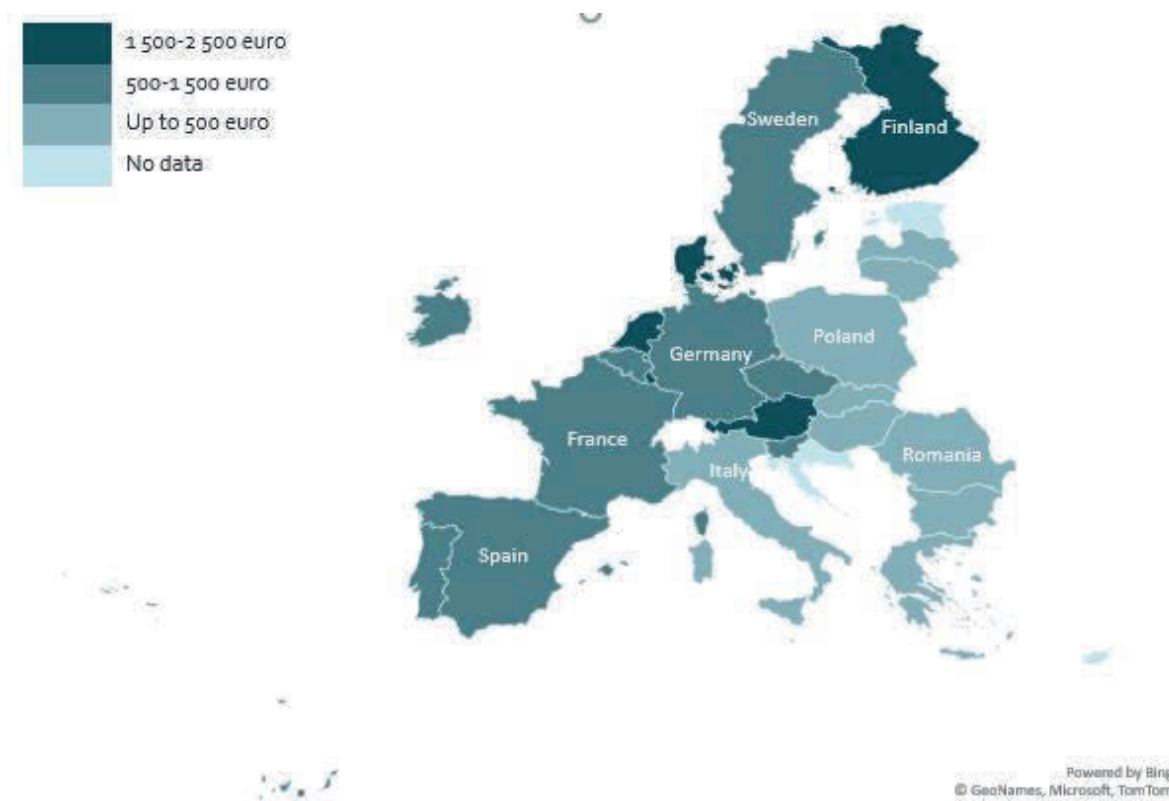 1 500-2 500 euro
500-1 500 euro
Up to 500 euro
No data
Sweden
Finland
Poland
Germany
France
Romania
Italy
Spain
Powered by Bing
© GeoNames, Microsoft, TomTom